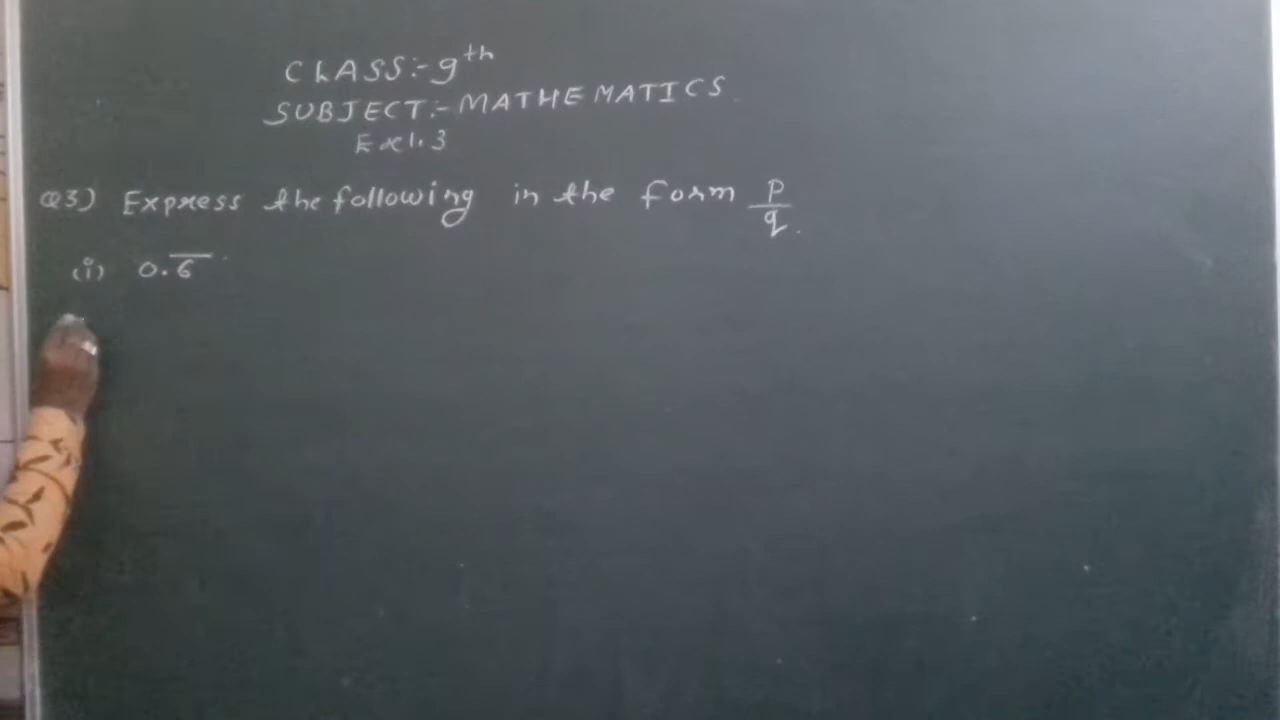 CLASS:- 9th
SUBJECT:- MATHEMATICS
Ex 1.3
Q3) Express the following in the form p/q.
(i) 0.6̅